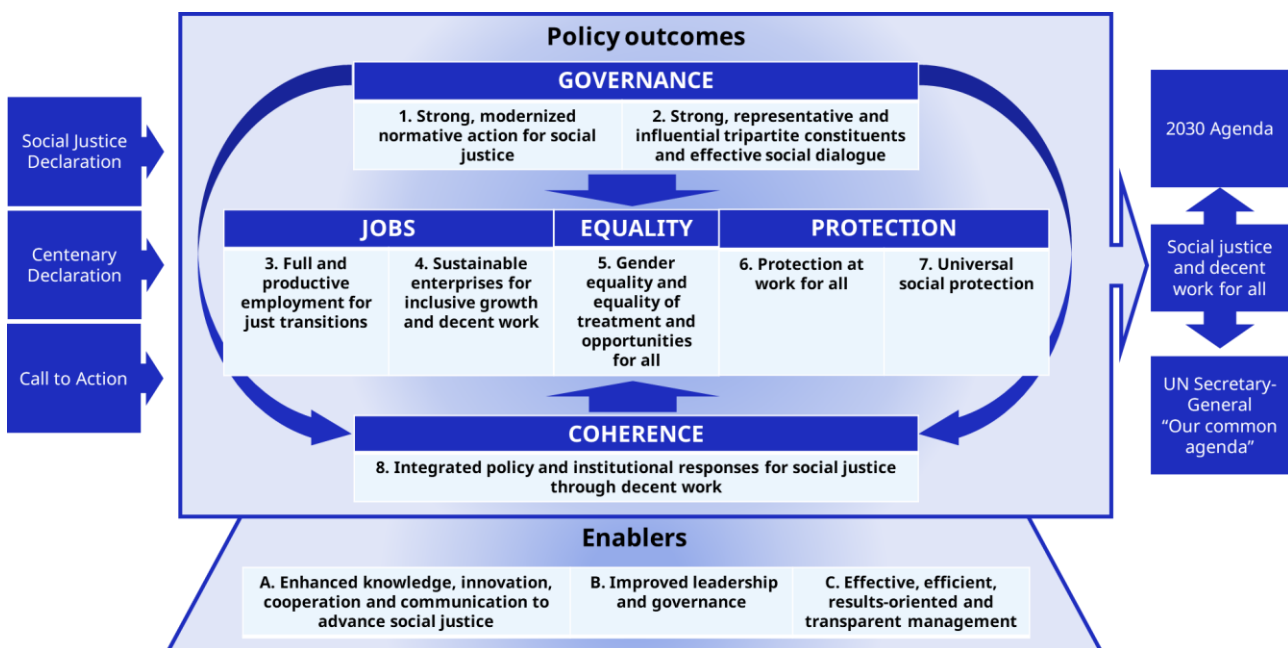 Policy outcomes
GOVERNANCE
1. Strong, modernized
normative action for social
justice
2. Strong, representative and
influential tripartite constituents
and effective social dialogue
Social Justice
Declaration
Centenary
Declaration
Call to Action
JOBS
3. Full and
productive
employment for
just transitions
4. Sustainable
enterprises for
inclusive growth
and decent work
EQUALITY
5. Gender
equality and
equality of
treatment and
opportunities
for all
PROTECTION
6. Protection at
work for all
7. Universal
social protection
COHERENCE
8. Integrated policy and institutional responses for social justice
through decent work
2030 Agenda
Social justice
and decent
work for all
UN Secretary-
General
“Our common
agenda”
Enablers
A. Enhanced knowledge, innovation,
cooperation and communication to
advance social justice
B. Improved leadership
and governance
C. Effective, efficient,
results-oriented and
transparent management